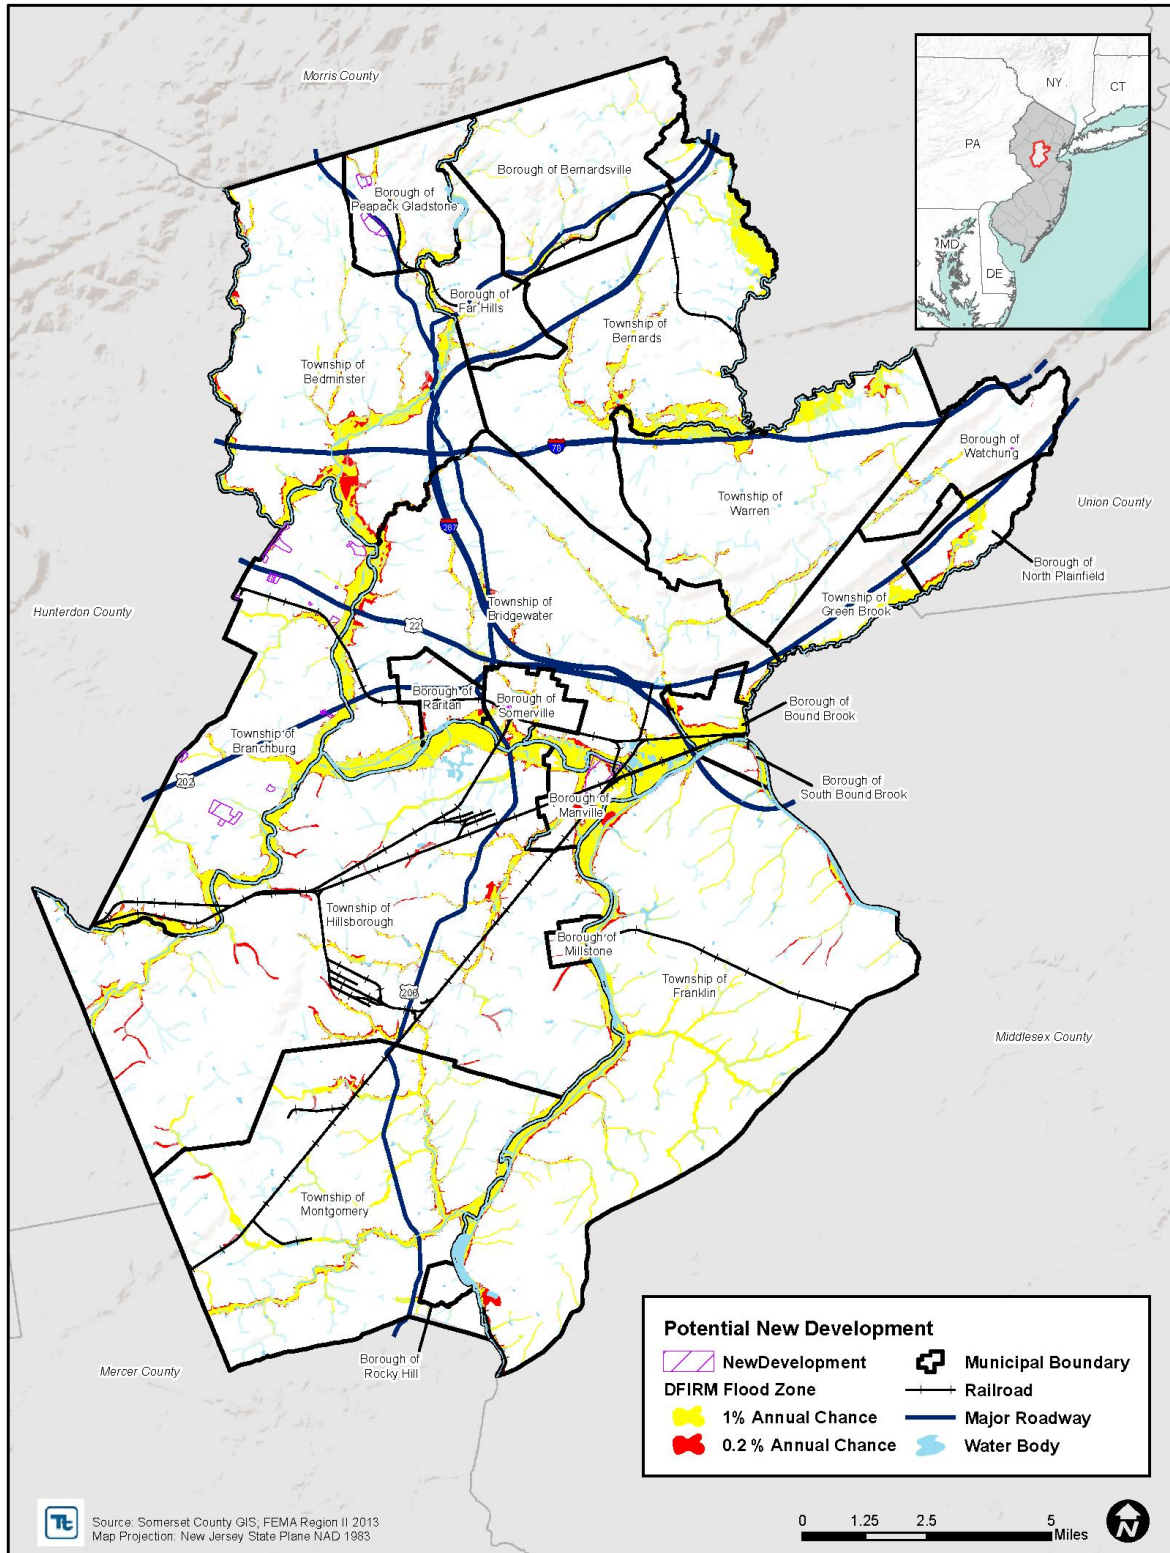 Morris County
NY
CT
PA
MD
DE
Borough of Bernardsville
Borough of
Peapack Gladstone
Borough of
Far Hills
Township of
Bernards
Township of
Bedminster
78
Borough of
Watchung
Township of
Warren
Union County
287
Borough of
North Plainfield
Hunterdon County
Township of
Bridgewater
Township of
Green Brook
22
Borough of
Raritan
Borough of
Somerville
Borough of
Bound Brook
Township of
Branchburg
202
Borough of
South Bound Brook
Borough of
Manville
Township of
Hillsborough
Borough of
Millstone
Township of
Franklin
206
Middlesex County
Township of
Montgomery
Borough of
Rocky Hill
Mercer County
Potential New Development
NewDevelopment
Municipal Boundary
DFIRM Flood Zone
Railroad
1% Annual Chance
Major Roadway
0.2 % Annual Chance
Water Body
Tt
Source: Somerset County GIS; FEMA Region II 2013
Map Projection: New Jersey State Plane NAD 1983
0 1.25 2.5 5
Miles
N